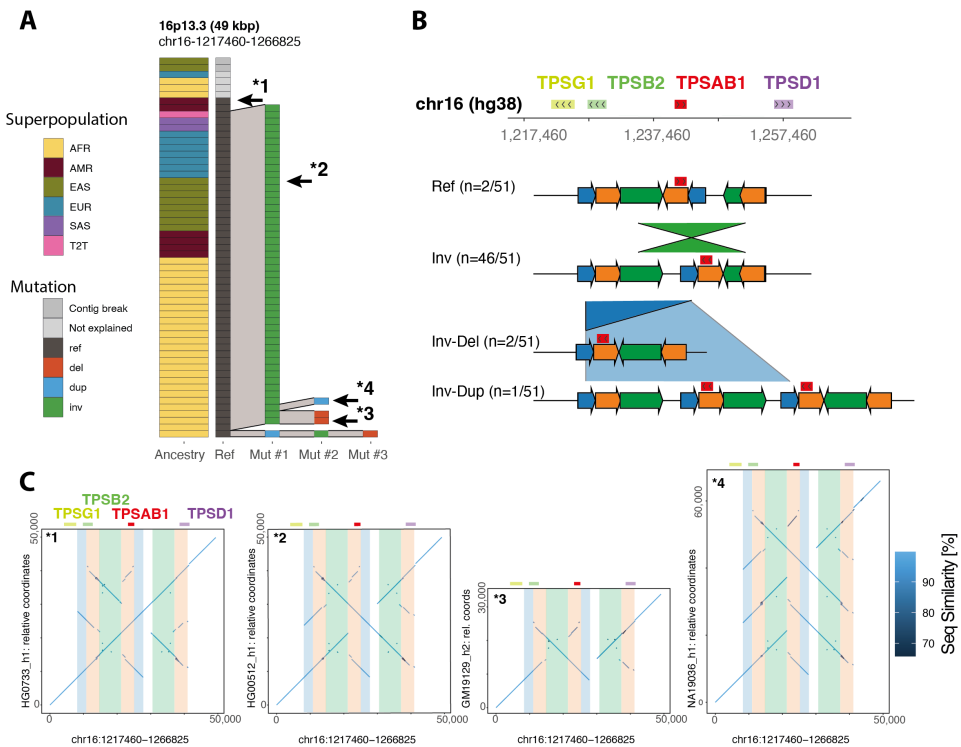 A
16p13.3 (49 kbp)
chr16-1217460-1266825
*1
*2
*4
*3
Superpopulation
AFR
AMR
EAS
EUR
SAS
T2T
Mutation
Contig break
Not explained
ref
del
dup
inv
Ancestry Ref Mut #1 Mut #2 Mut #3
B
TPSG1 TPSB2 TPSAB1 TPSD1
chr16 (hg38)
1,217,460 1,237,460 1,257,460
Ref (n=2/51)
Inv (n=46/51)
Inv-Del (n=2/51)
Inv-Dup (n=1/51)
C
TPSB2
TPSG1 TPSAB1 TPSD1
*1
HG0733_h1: relative coordinates
50,000
0
0
50,000
chr16:1217460−1266825
*2
HG00512_h1: relative coordinates
50,000
0
0
50,000
chr16:1217460−1266825
*3
GM19129_h2: rel. coords
30,000
0
0
50,000
chr16:1217460−1266825
*4
NA19036_h1: relative coordinates
60,000
0
0
50,000
chr16:1217460−1266825
Seq Similarity [%]
90
80
70